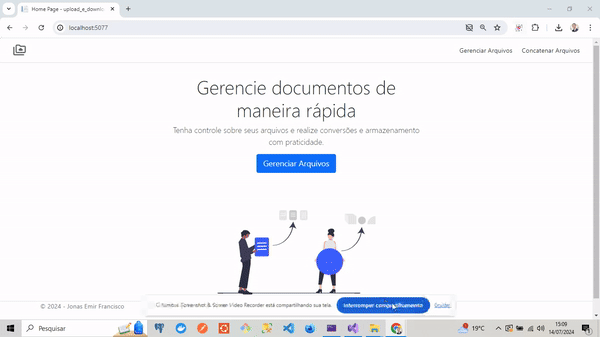 Home Page - upload_e_downlo
localhost:5077
Gerenciar Arquivos
Concatenar Arquivos
Gerencie documentos de
maneira rápida
Tenha controle sobre seus arquivos e realize conversões e armazenamento
com praticidade.
Gerenciar Arquivos
Screenshot & Screen Video Recorder está compartilhando sua tela.
Interromper compartilhamento
Ocultar
© 2024 - Jonas Emir Francisco
Pesquisar
19°C
15:09
14/07/2024